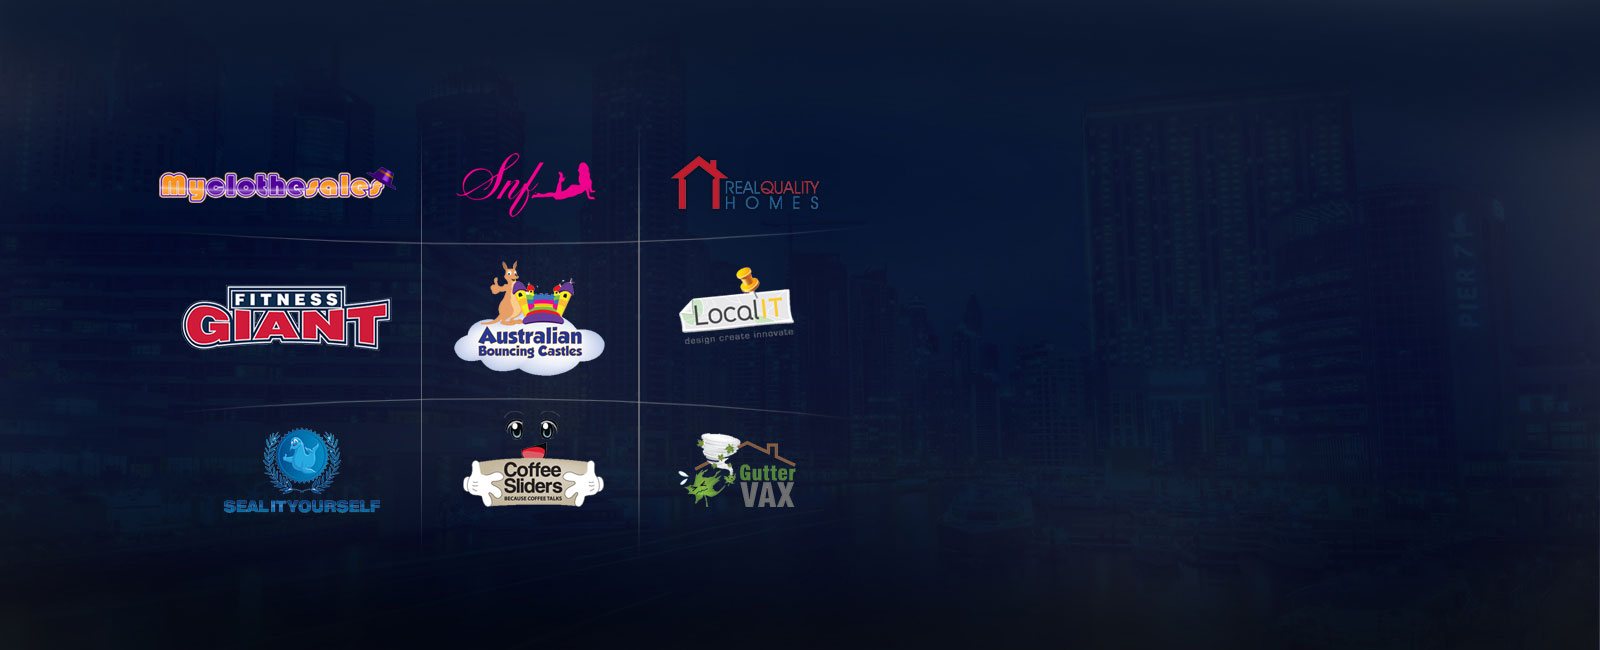 Myclothesales
Snf
REALQUALITY
HOMES
FITNESS
GIANT
Australian
Bouncing Castles
LocalIT
design create innovate
SEALITYOURSELF
Coffee
Sliders
BECAUSE COFFEE TALKS
Gutter
VAX
PIER 7